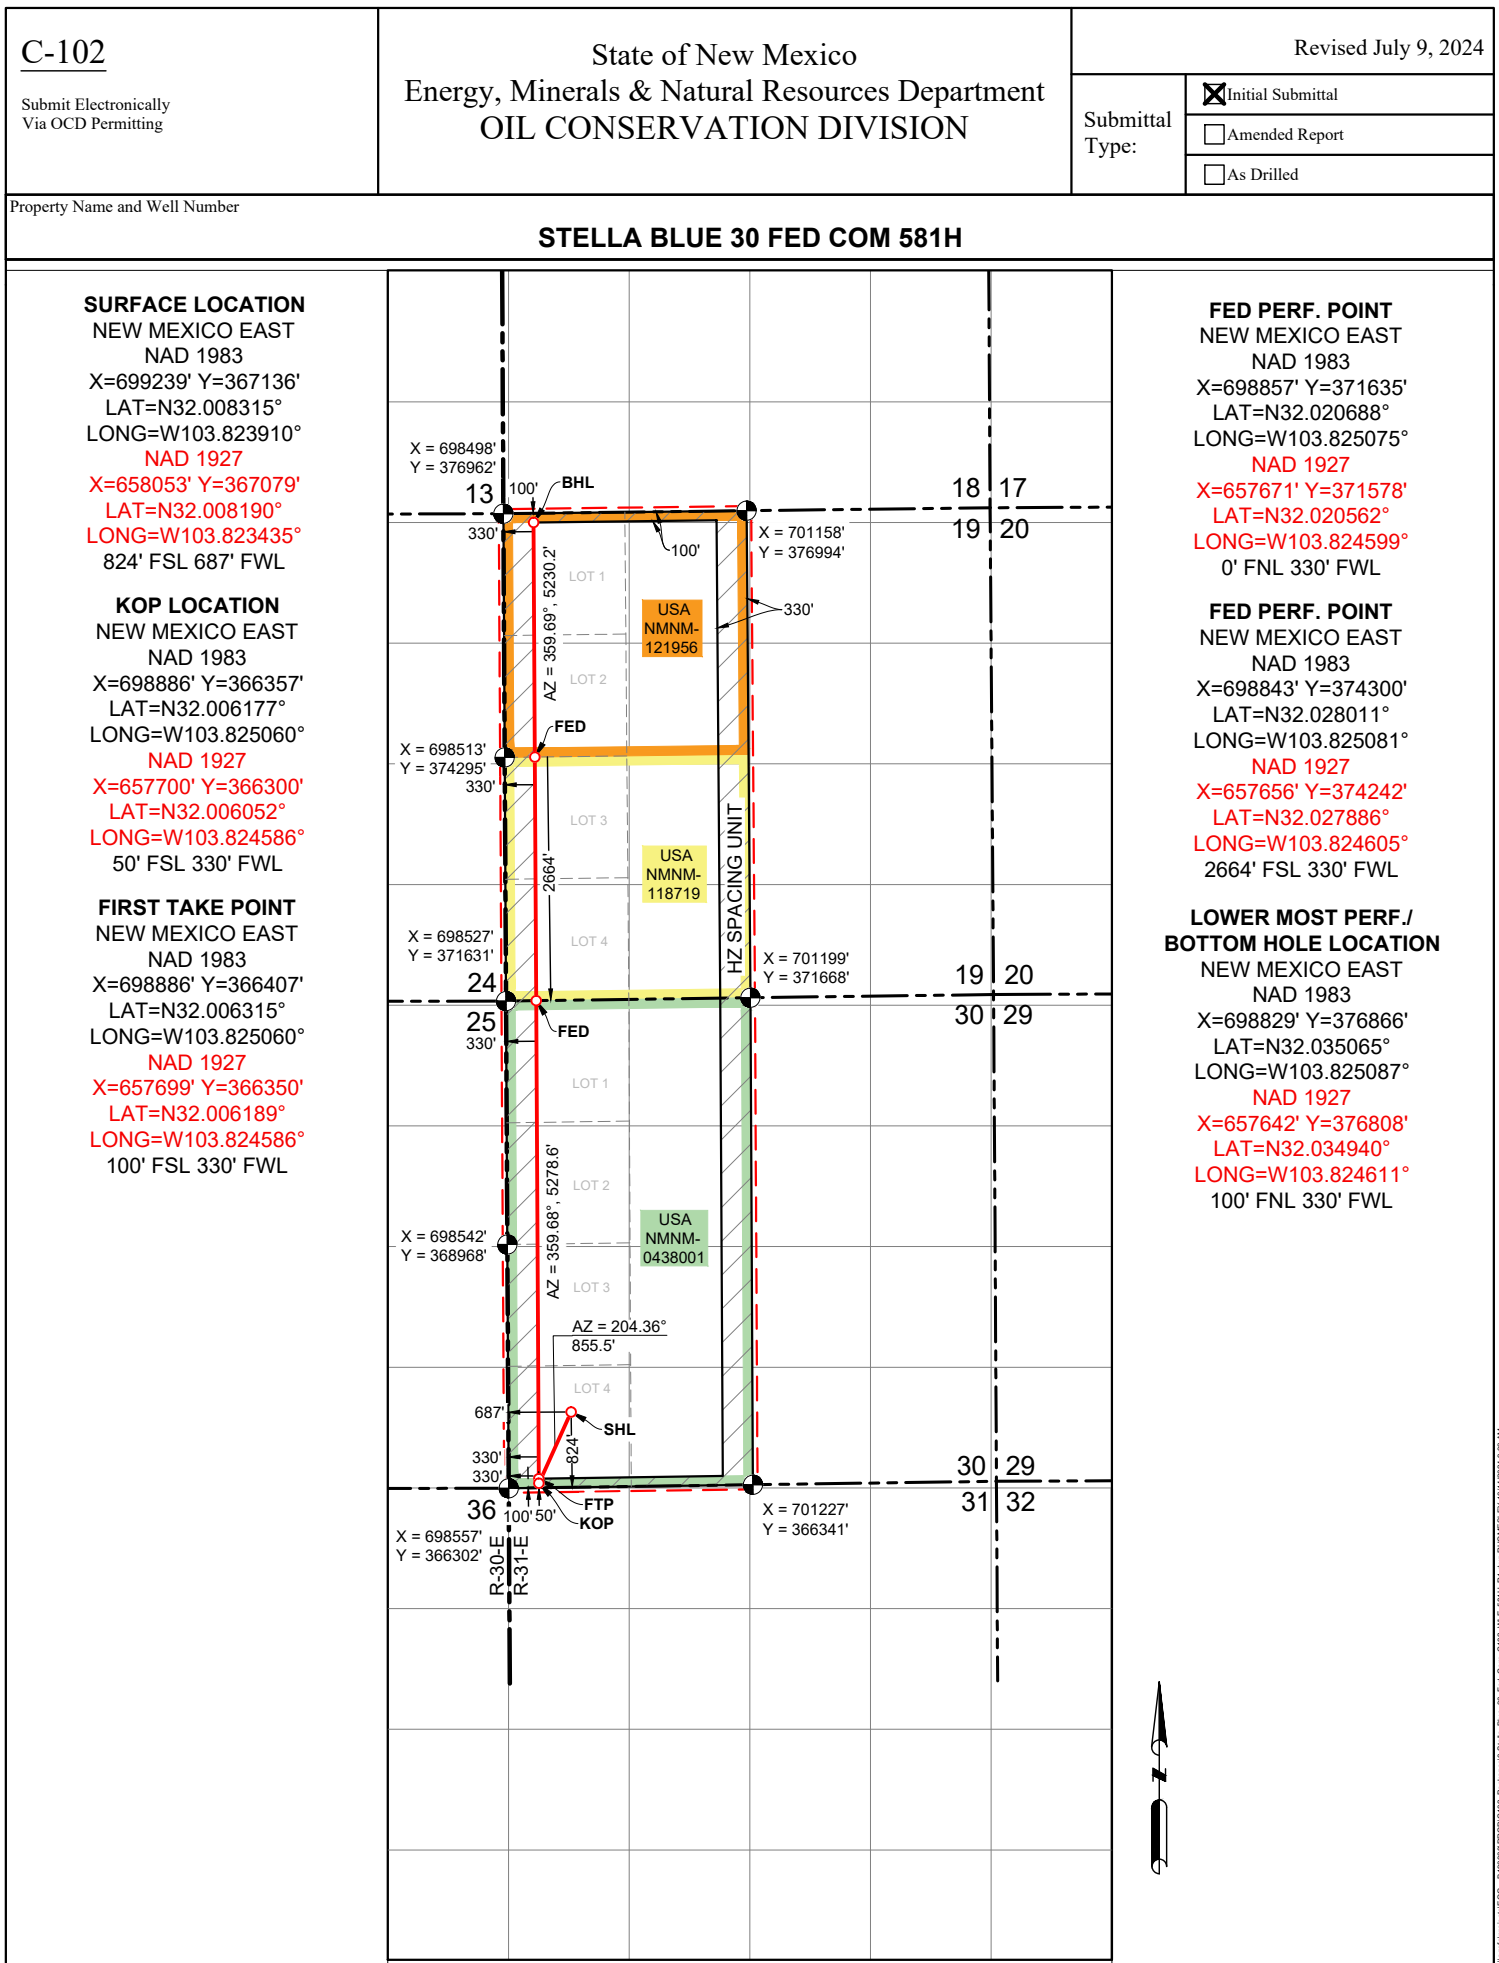 C-102
Submit Electronically
Via OCD Permitting
State of New Mexico
Energy, Minerals & Natural Resources Department
OIL CONSERVATION DIVISION
Revised July 9, 2024
Submittal
Type:
Initial Submittal
Amended Report
As Drilled
Property Name and Well Number
STELLA BLUE 30 FED COM 581H
SURFACE LOCATION
NEW MEXICO EAST
NAD 1983
X=699239' Y=367136'
LAT=N32.008315°
LONG=W103.823910°
NAD 1927
X=658053' Y=367079'
LAT=N32.008190°
LONG=W103.823435°
824' FSL 687' FWL
KOP LOCATION
NEW MEXICO EAST
NAD 1983
X=698886' Y=366357'
LAT=N32.006177°
LONG=W103.825060°
NAD 1927
X=657700' Y=366300'
LAT=N32.006052°
LONG=W103.824586°
50' FSL 330' FWL
FIRST TAKE POINT
NEW MEXICO EAST
NAD 1983
X=698886' Y=366407'
LAT=N32.006315°
LONG=W103.825060°
NAD 1927
X=657699' Y=366350'
LAT=N32.006189°
LONG=W103.824586°
100' FSL 330' FWL
X = 698498'
Y = 376962'
13
100'
BHL
18
17
330'
100'
X = 701158'
Y = 376994'
19
20
LOT 1
AZ = 359.69°, 5230.2'
USA
NMNM-
121956
330'
LOT 2
FED
X = 698513'
Y = 374295'
330'
LOT 3
2664'
USA
NMNM-
118719
HZ SPACING UNIT
LOT 4
X = 698527'
Y = 371631'
24
X = 701199'
Y = 371668'
19
20
25
330'
FED
30
29
LOT 1
AZ = 359.68°, 5278.6'
LOT 2
USA
NMNM-
0438001
X = 698542'
Y = 368968'
LOT 3
AZ = 204.36°
855.5'
LOT 4
687'
SHL
824'
330'
330'
30
29
36
100'
50'
FTP
KOP
31
32
X = 701227'
Y = 366341'
X = 698557'
Y = 366302'
R-30-E
R-31-E
FED PERF. POINT
NEW MEXICO EAST
NAD 1983
X=698857' Y=371635'
LAT=N32.020688°
LONG=W103.825075°
NAD 1927
X=657671' Y=371578'
LAT=N32.020562°
LONG=W103.824599°
0' FNL 330' FWL
FED PERF. POINT
NEW MEXICO EAST
NAD 1983
X=698843' Y=374300'
LAT=N32.028011°
LONG=W103.825081°
NAD 1927
X=657656' Y=374242'
LAT=N32.027886°
LONG=W103.824605°
2664' FSL 330' FWL
LOWER MOST PERF./
BOTTOM HOLE LOCATION
NEW MEXICO EAST
NAD 1983
X=698829' Y=376866'
LAT=N32.035065°
LONG=W103.825087°
NAD 1927
X=657642' Y=376808'
LAT=N32.034940°
LONG=W103.824611°
100' FNL 330' FWL